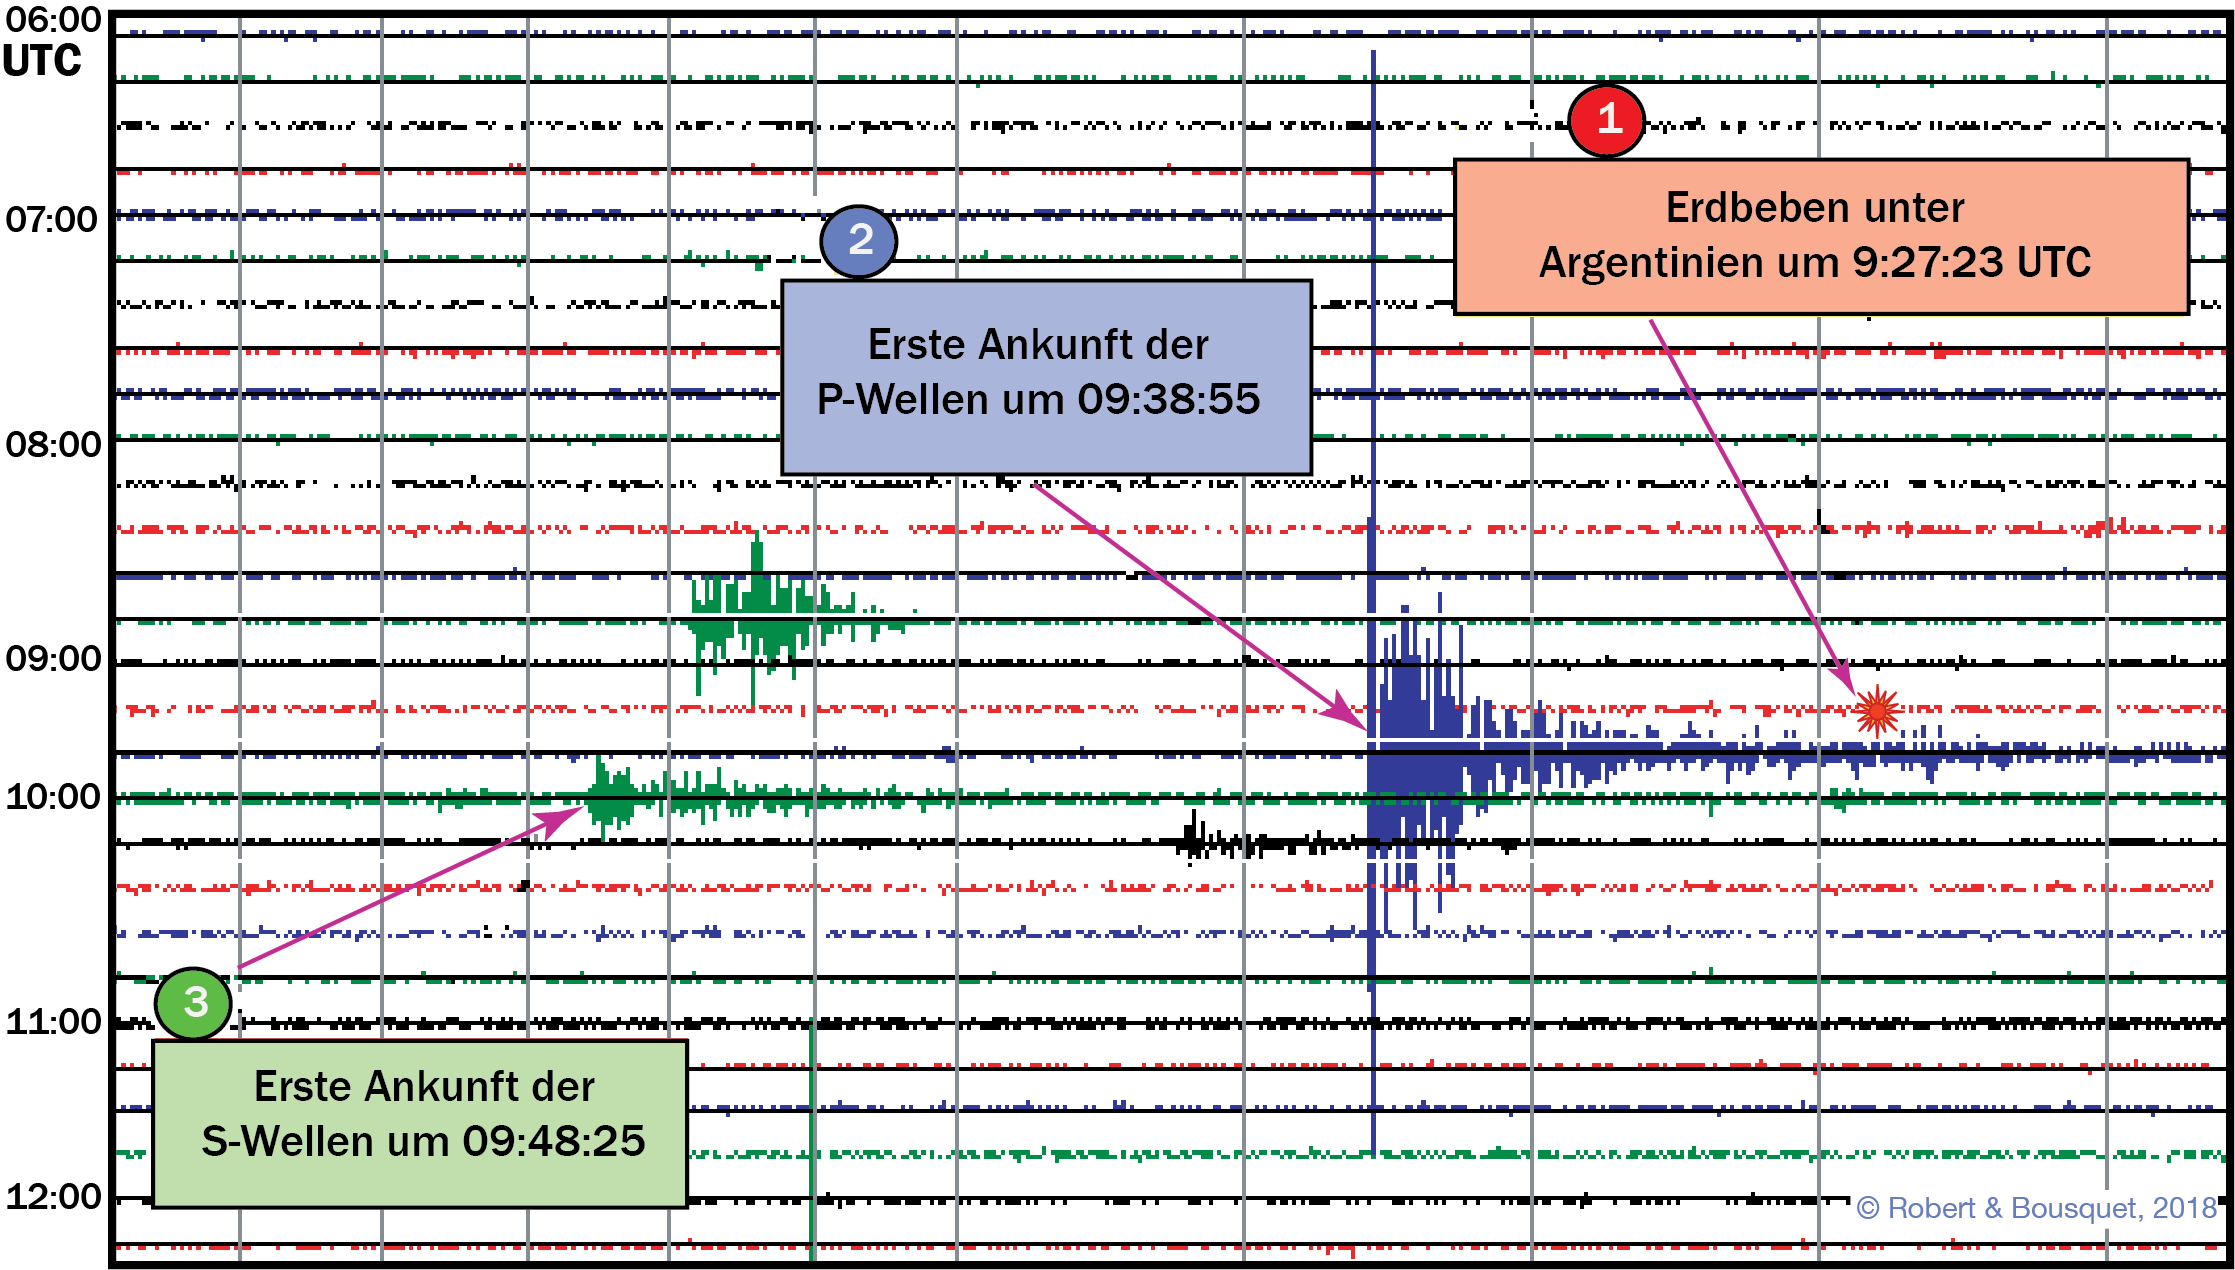 06:00
UTC
1
Erdbeben unter
Argentinien um 9:27:23 UTC
07:00
2
Erste Ankunft der
P-Wellen um 09:38:55
08:00
09:00
10:00
3
11:00
Erste Ankunft der
S-Wellen um 09:48:25
12:00
© Robert & Bousquet, 2018